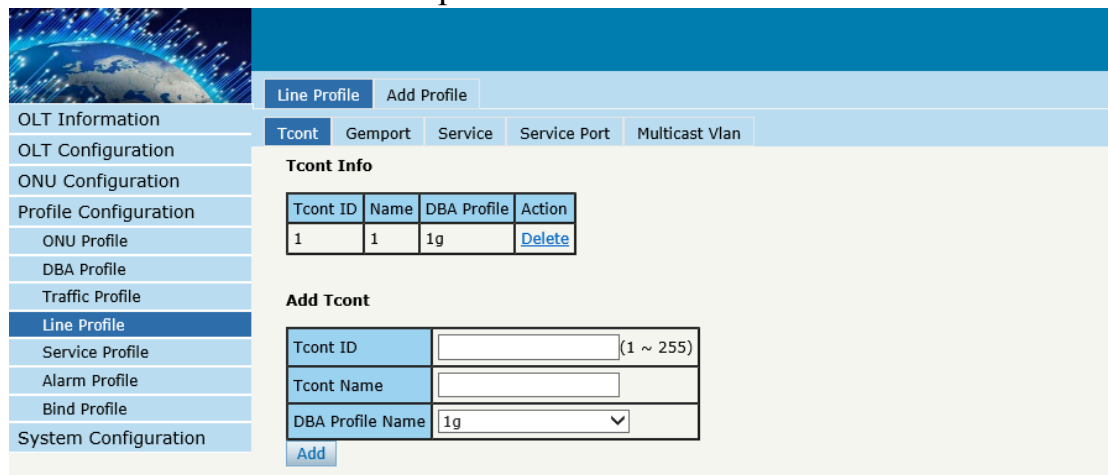 Line Profile Add Profile
Tcont Gemport Service Service Port Multicast Vlan
OLT Information
OLT Configuration
ONU Configuration
Profile Configuration
ONU Profile
DBA Profile
Traffic Profile
Line Profile
Service Profile
Alarm Profile
Bind Profile
System Configuration
Tcont Info
Tcont ID Name DBA Profile Action
1 1 1g Delete
Add Tcont
Tcont ID (1 ~ 255)
Tcont Name
DBA Profile Name 1g
Add